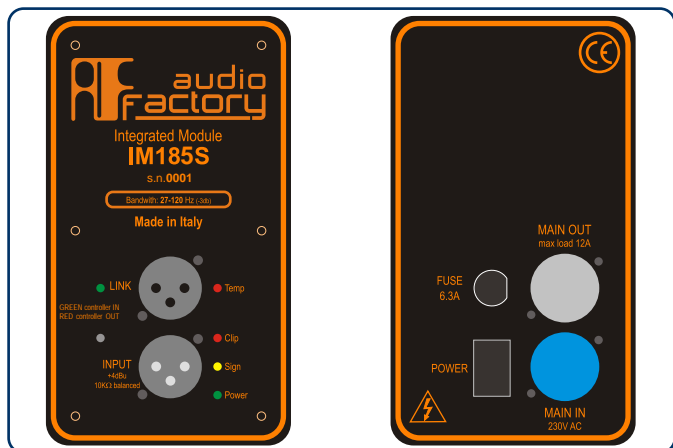 audio
factory
Integrated Module
IM185S
s.n.0001
Bandwith: 27-120 Hz (-3db)
Made in Italy
LINK
Temp
GREEN controller IN
RED controller OUT
Clip
INPUT
+4dBu
10KΩ balanced
Sign
Power
CE
MAIN OUT
max load 12A
FUSE
6.3A
POWER
MAIN IN
230V AC